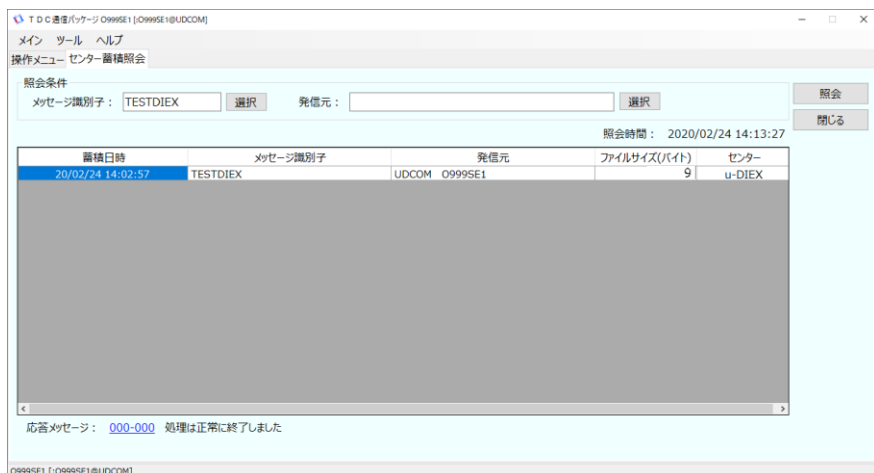 TDC通信パッケージ O999SE1 [:O999SE1@UDCOM]
メイン ツール ヘルプ
操作メニュー センター蓄積照会
照会条件
メッセージ識別子： TESTDIEX 選択 発信元： 選択
照会
閉じる
照会時間： 2020/02/24 14:13:27
蓄積日時 メッセージ識別子 発信元 ファイルサイズ(バイト) センター
20/02/24 14:02:57 TESTDIEX UDCOM O999SE1 9 u-DIEX
応答メッセージ： 000-000 処理は正常に終了しました
O999SE1 [:O999SE1@UDCOM]